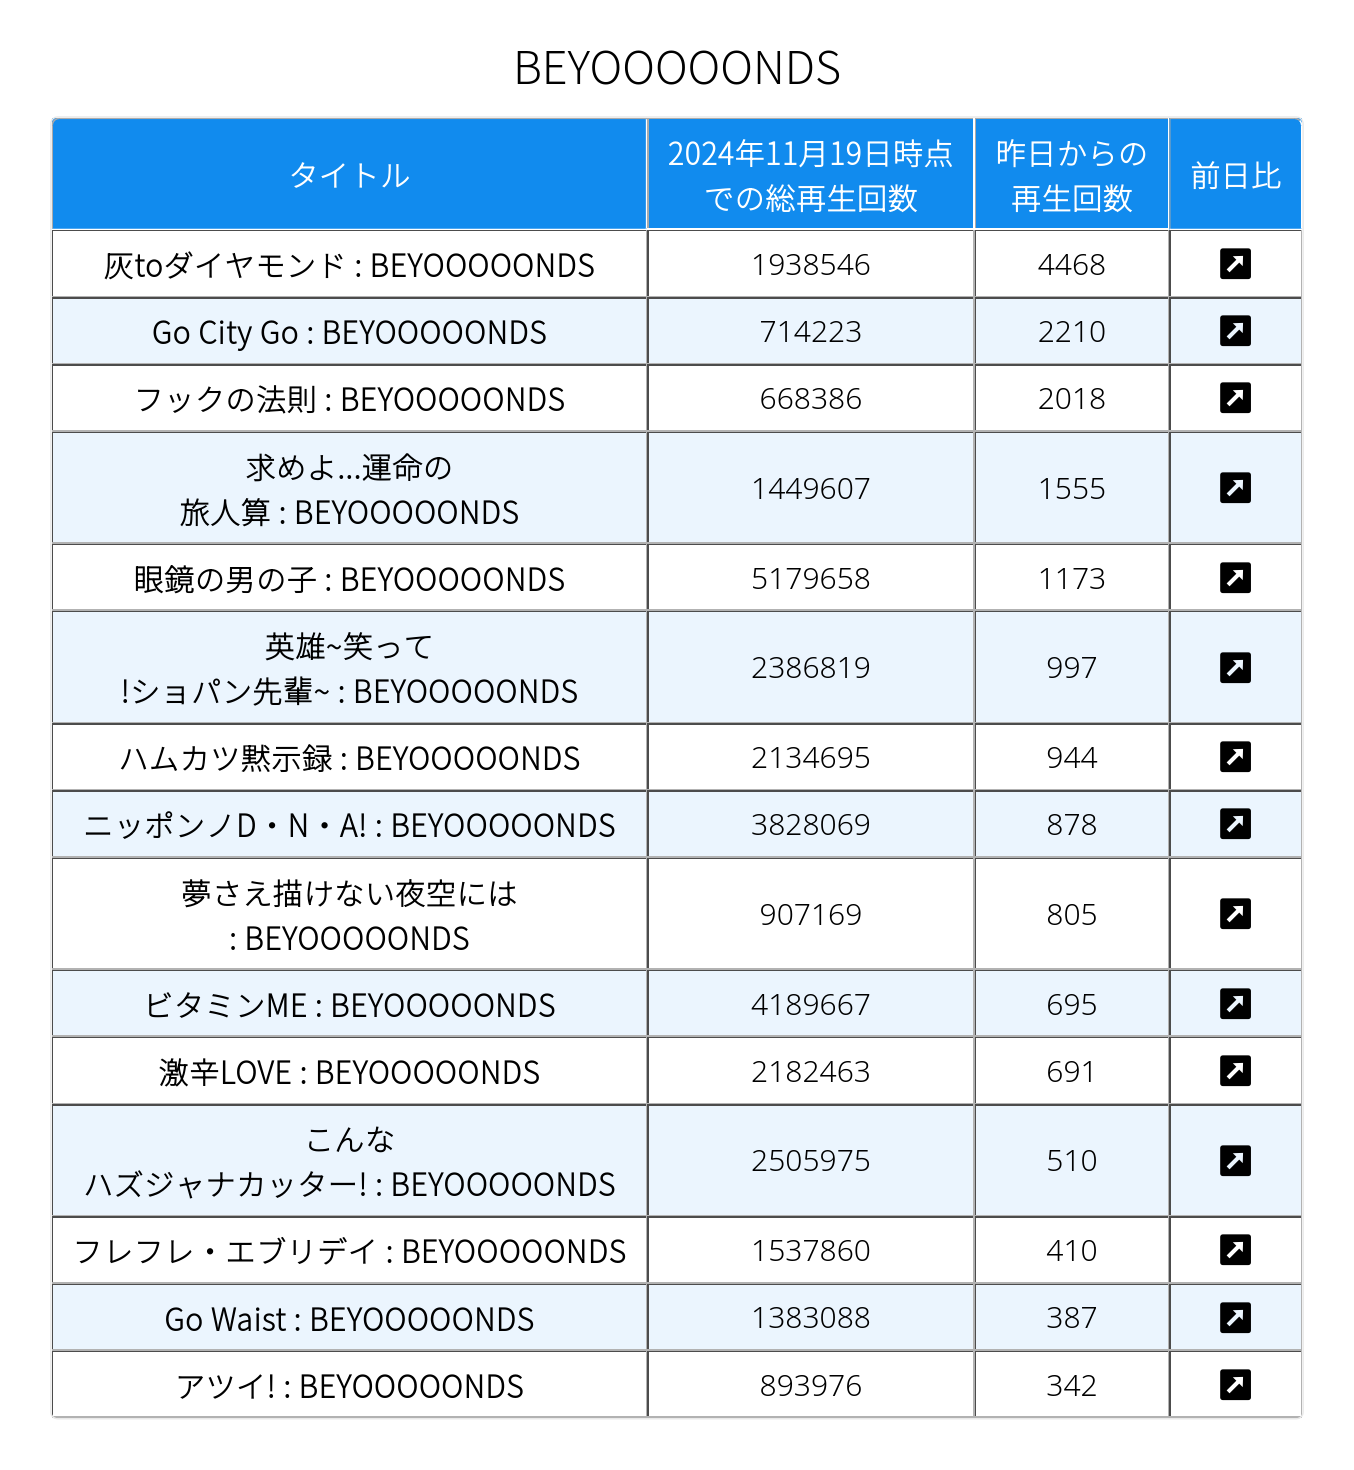 BEYOOOOONDS
タイトル
2024年11月19日時点
での総再生回数
昨日からの
再生回数
前日比
灰toダイヤモンド : BEYOOOOONDS
1938546
4468
Go City Go : BEYOOOOONDS
714223
2210
フックの法則 : BEYOOOOONDS
668386
2018
求めよ...運命の
旅人算 : BEYOOOOONDS
1449607
1555
眼鏡の男の子 : BEYOOOOONDS
5179658
1173
英雄~笑って
!ショパン先輩~ : BEYOOOOONDS
2386819
997
ハムカツ黙示録 : BEYOOOOONDS
2134695
944
ニッポンノD・N・A! : BEYOOOOONDS
3828069
878
夢さえ描けない夜空には
: BEYOOOOONDS
907169
805
ビタミンME : BEYOOOOONDS
4189667
695
激辛LOVE : BEYOOOOONDS
2182463
691
こんな
ハズジャナカッター! : BEYOOOOONDS
2505975
510
フレフレ・エブリデイ : BEYOOOOONDS
1537860
410
Go Waist : BEYOOOOONDS
1383088
387
アツイ! : BEYOOOOONDS
893976
342